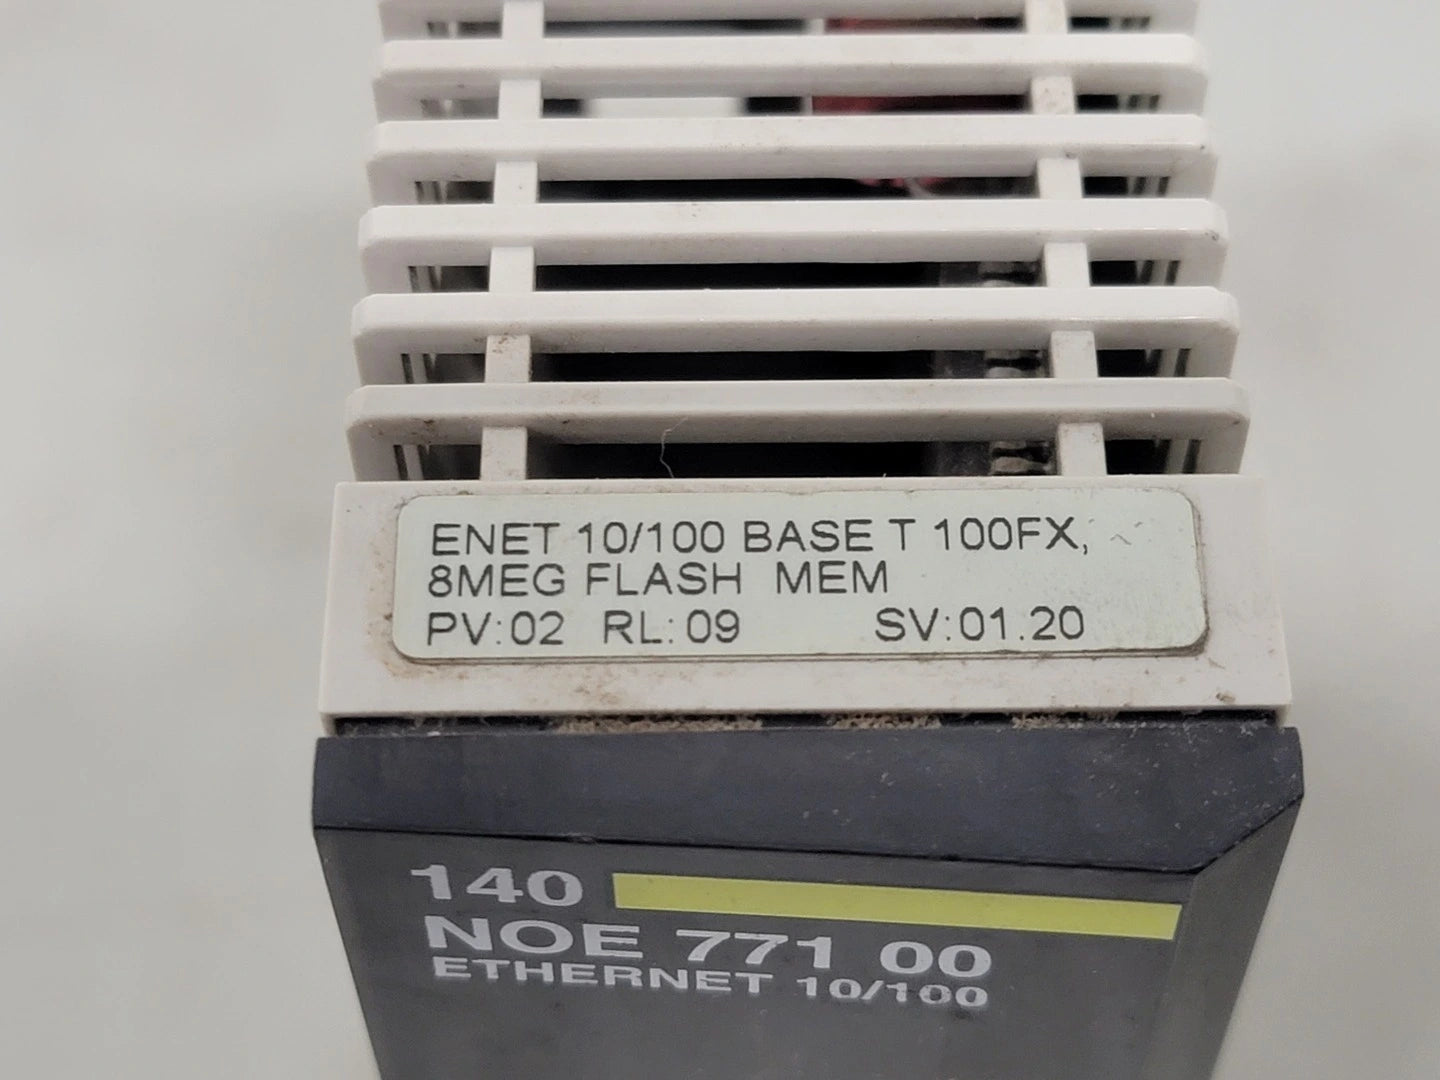 ENET 10/100 BASE T 100FX,
8MEG FLASH MEM
PV:02 RL:09 SV:01.20
140
NOE 771 00
ETHERNET 10/100